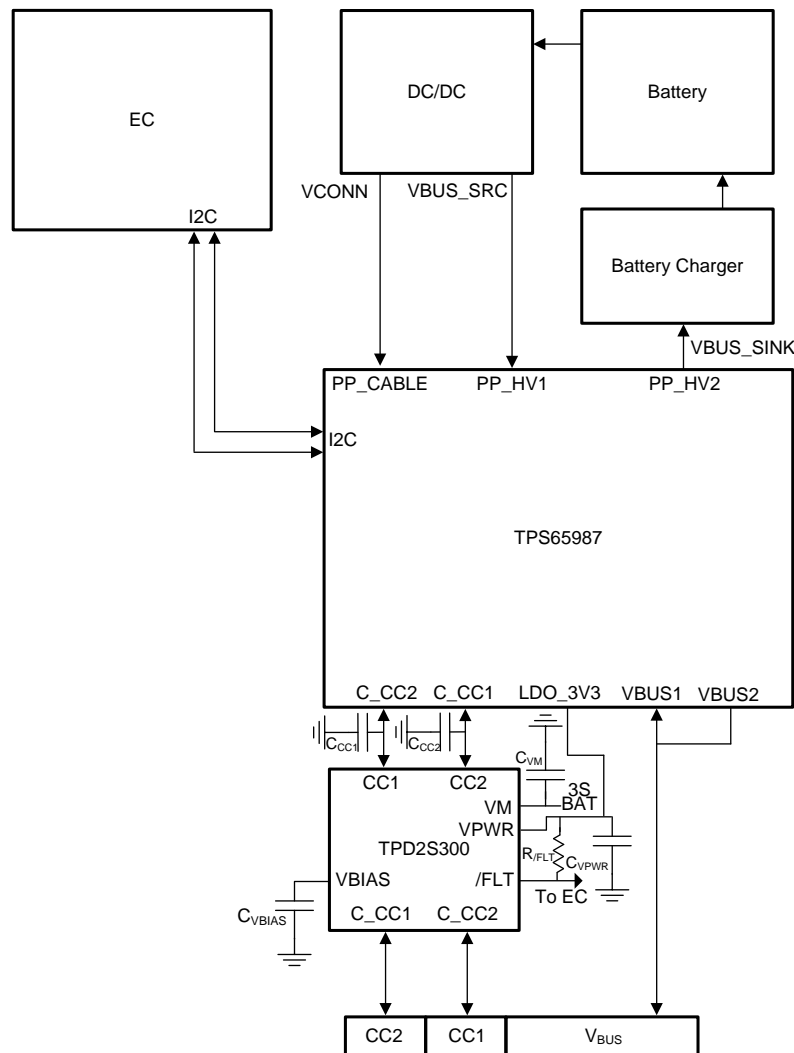 EC
DC/DC
Battery
VCONN
VBUS_SRC
I2C
Battery Charger
VBUS_SINK
PP_CABLE
PP_HV1
PP_HV2
I2C
TPS65987
C_CC2
C_CC1
LDO_3V3
VBUS1
VBUS2
CCC1
CCC2
CVM
CC1
CC2
3S
BAT
VM
VPWR
TPD2S300
R/FLT
CVPWR
VBIAS
/FLT
To EC
CVBIAS
C_CC1
C_CC2
CC2
CC1
VBUS